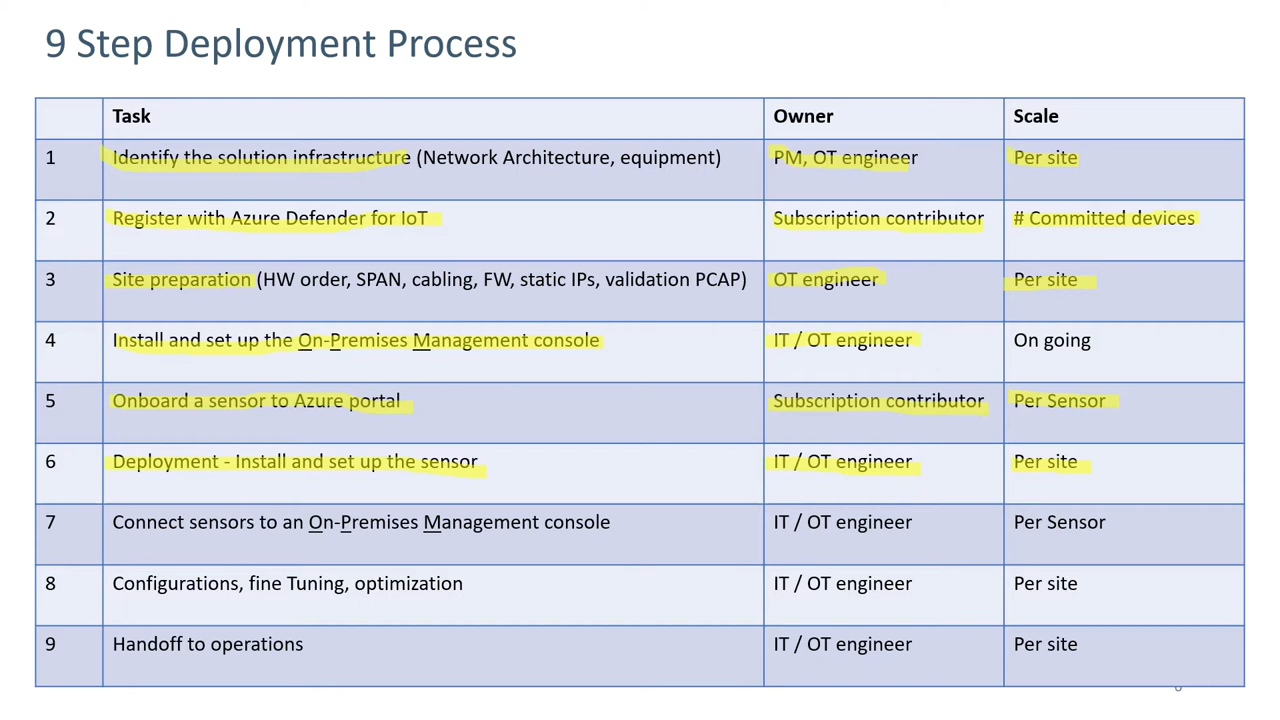 9 Step Deployment Process
Task Owner Scale
1 Identify the solution infrastructure (Network Architecture, equipment) PM, OT engineer Per site
2 Register with Azure Defender for IoT Subscription contributor # Committed devices
3 Site preparation (HW order, SPAN, cabling, FW, static IPs, validation PCAP) OT engineer Per site
4 Install and set up the On-Premises Management console IT / OT engineer On going
5 Onboard a sensor to Azure portal Subscription contributor Per Sensor
6 Deployment - Install and set up the sensor IT / OT engineer Per site
7 Connect sensors to an On-Premises Management console IT / OT engineer Per Sensor
8 Configurations, fine Tuning, optimization IT / OT engineer Per site
9 Handoff to operations IT / OT engineer Per site